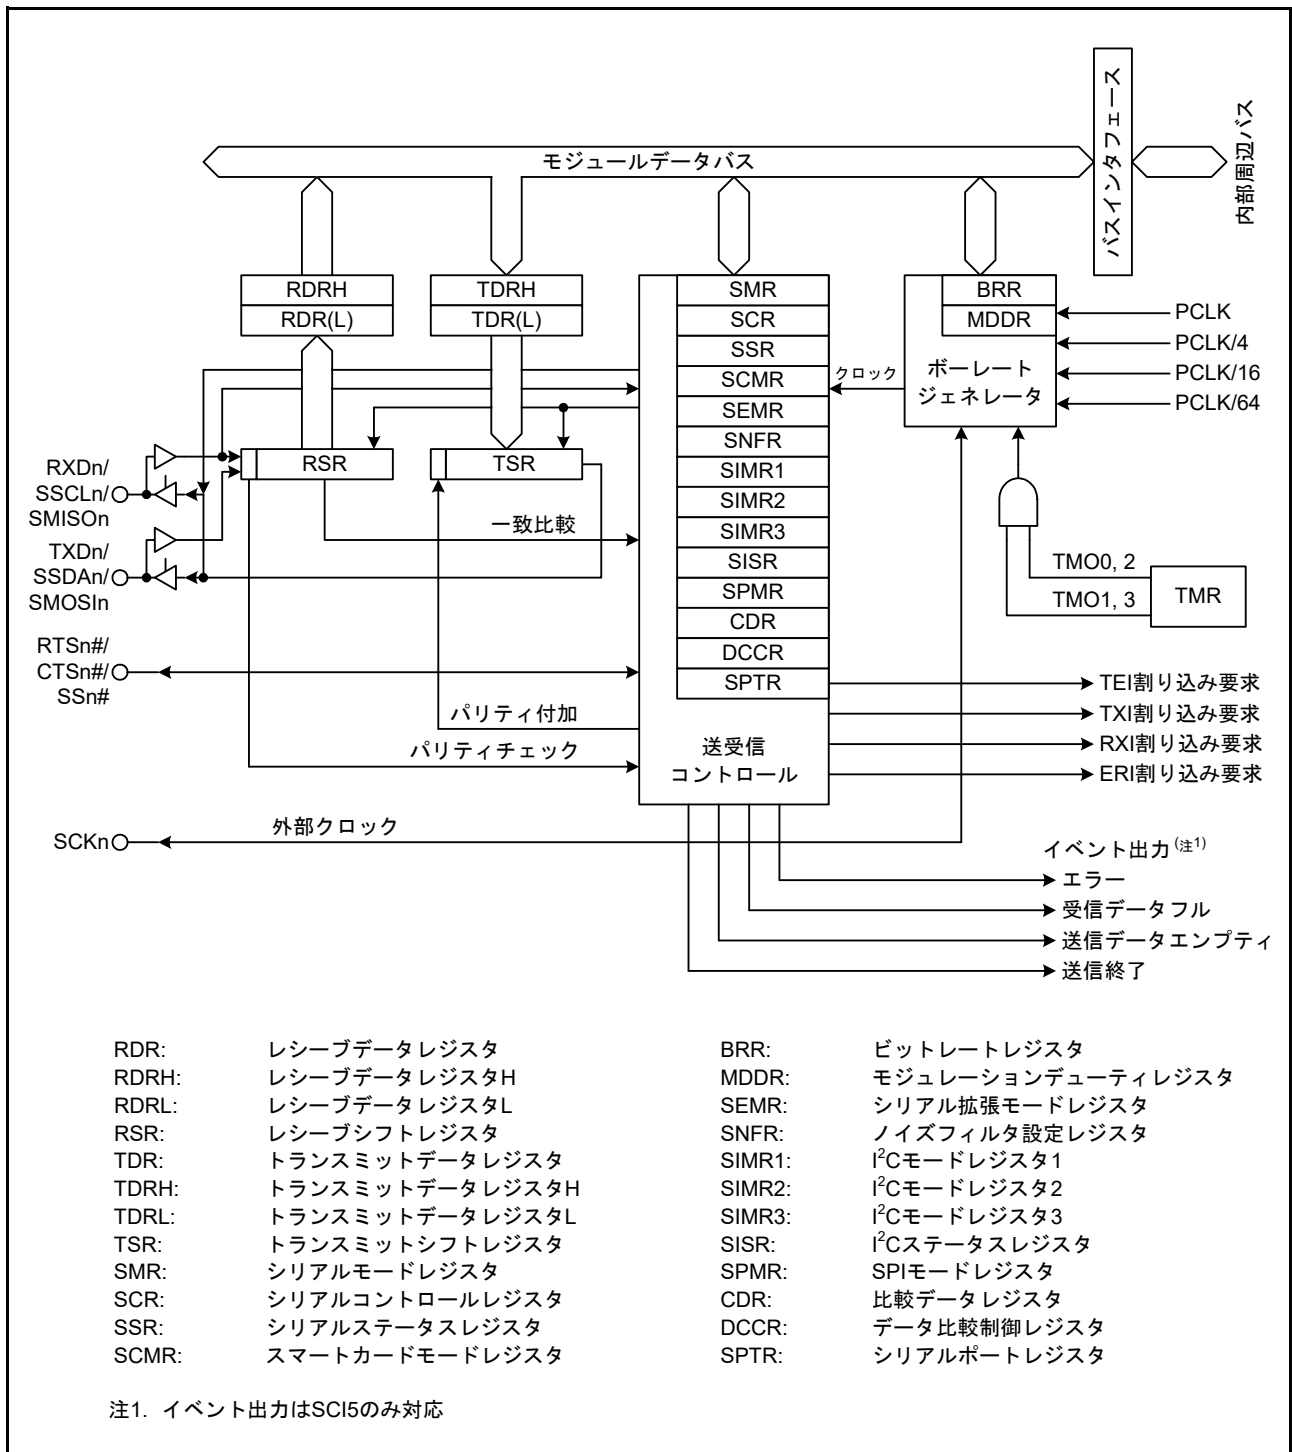 モジュールデータバス
バスインタフェース
内部周辺バス
RDRH
RDR(L)
TDRH
TDR(L)
SMR
SCR
SSR
SCMR
SEMR
SNFR
SIMR1
SIMR2
SIMR3
SISR
SPMR
CDR
DCCR
SPTR
送受信
コントロール
BRR
MDDR
ボーレート
ジェネレータ
クロック
PCLK
PCLK/4
PCLK/16
PCLK/64
RSR
TSR
RXDn/
SSCLn/
SMISOn
TXDn/
SSDAn/
SMOSIn
一致比較
TMO0, 2
TMO1, 3
TMR
RTSn#/
CTSn#/
SSn#
パリティ付加
パリティチェック
TEI割り込み要求
TXI割り込み要求
RXI割り込み要求
ERI割り込み要求
SCKn
外部クロック
イベント出力(注1)
エラー
受信データフル
送信データエンプティ
送信終了
RDR: レシーブデータレジスタ
RDRH: レシーブデータレジスタH
RDRL: レシーブデータレジスタL
RSR: レシーブシフトレジスタ
TDR: トランスミットデータレジスタ
TDRH: トランスミットデータレジスタH
TDRL: トランスミットデータレジスタL
TSR: トランスミットシフトレジスタ
SMR: シリアルモードレジスタ
SCR: シリアルコントロールレジスタ
SSR: シリアルステータスレジスタ
SCMR: スマートカードモードレジスタ
BRR: ビットレートレジスタ
MDDR: モジュレーションデューティレジスタ
SEMR: シリアル拡張モードレジスタ
SNFR: ノイズフィルタ設定レジスタ
SIMR1: I²Cモードレジスタ1
SIMR2: I²Cモードレジスタ2
SIMR3: I²Cモードレジスタ3
SISR: I²Cステータスレジスタ
SPMR: SPIモードレジスタ
CDR: 比較データレジスタ
DCCR: データ比較制御レジスタ
SPTR: シリアルポートレジスタ
注1. イベント出力はSCI5のみ対応